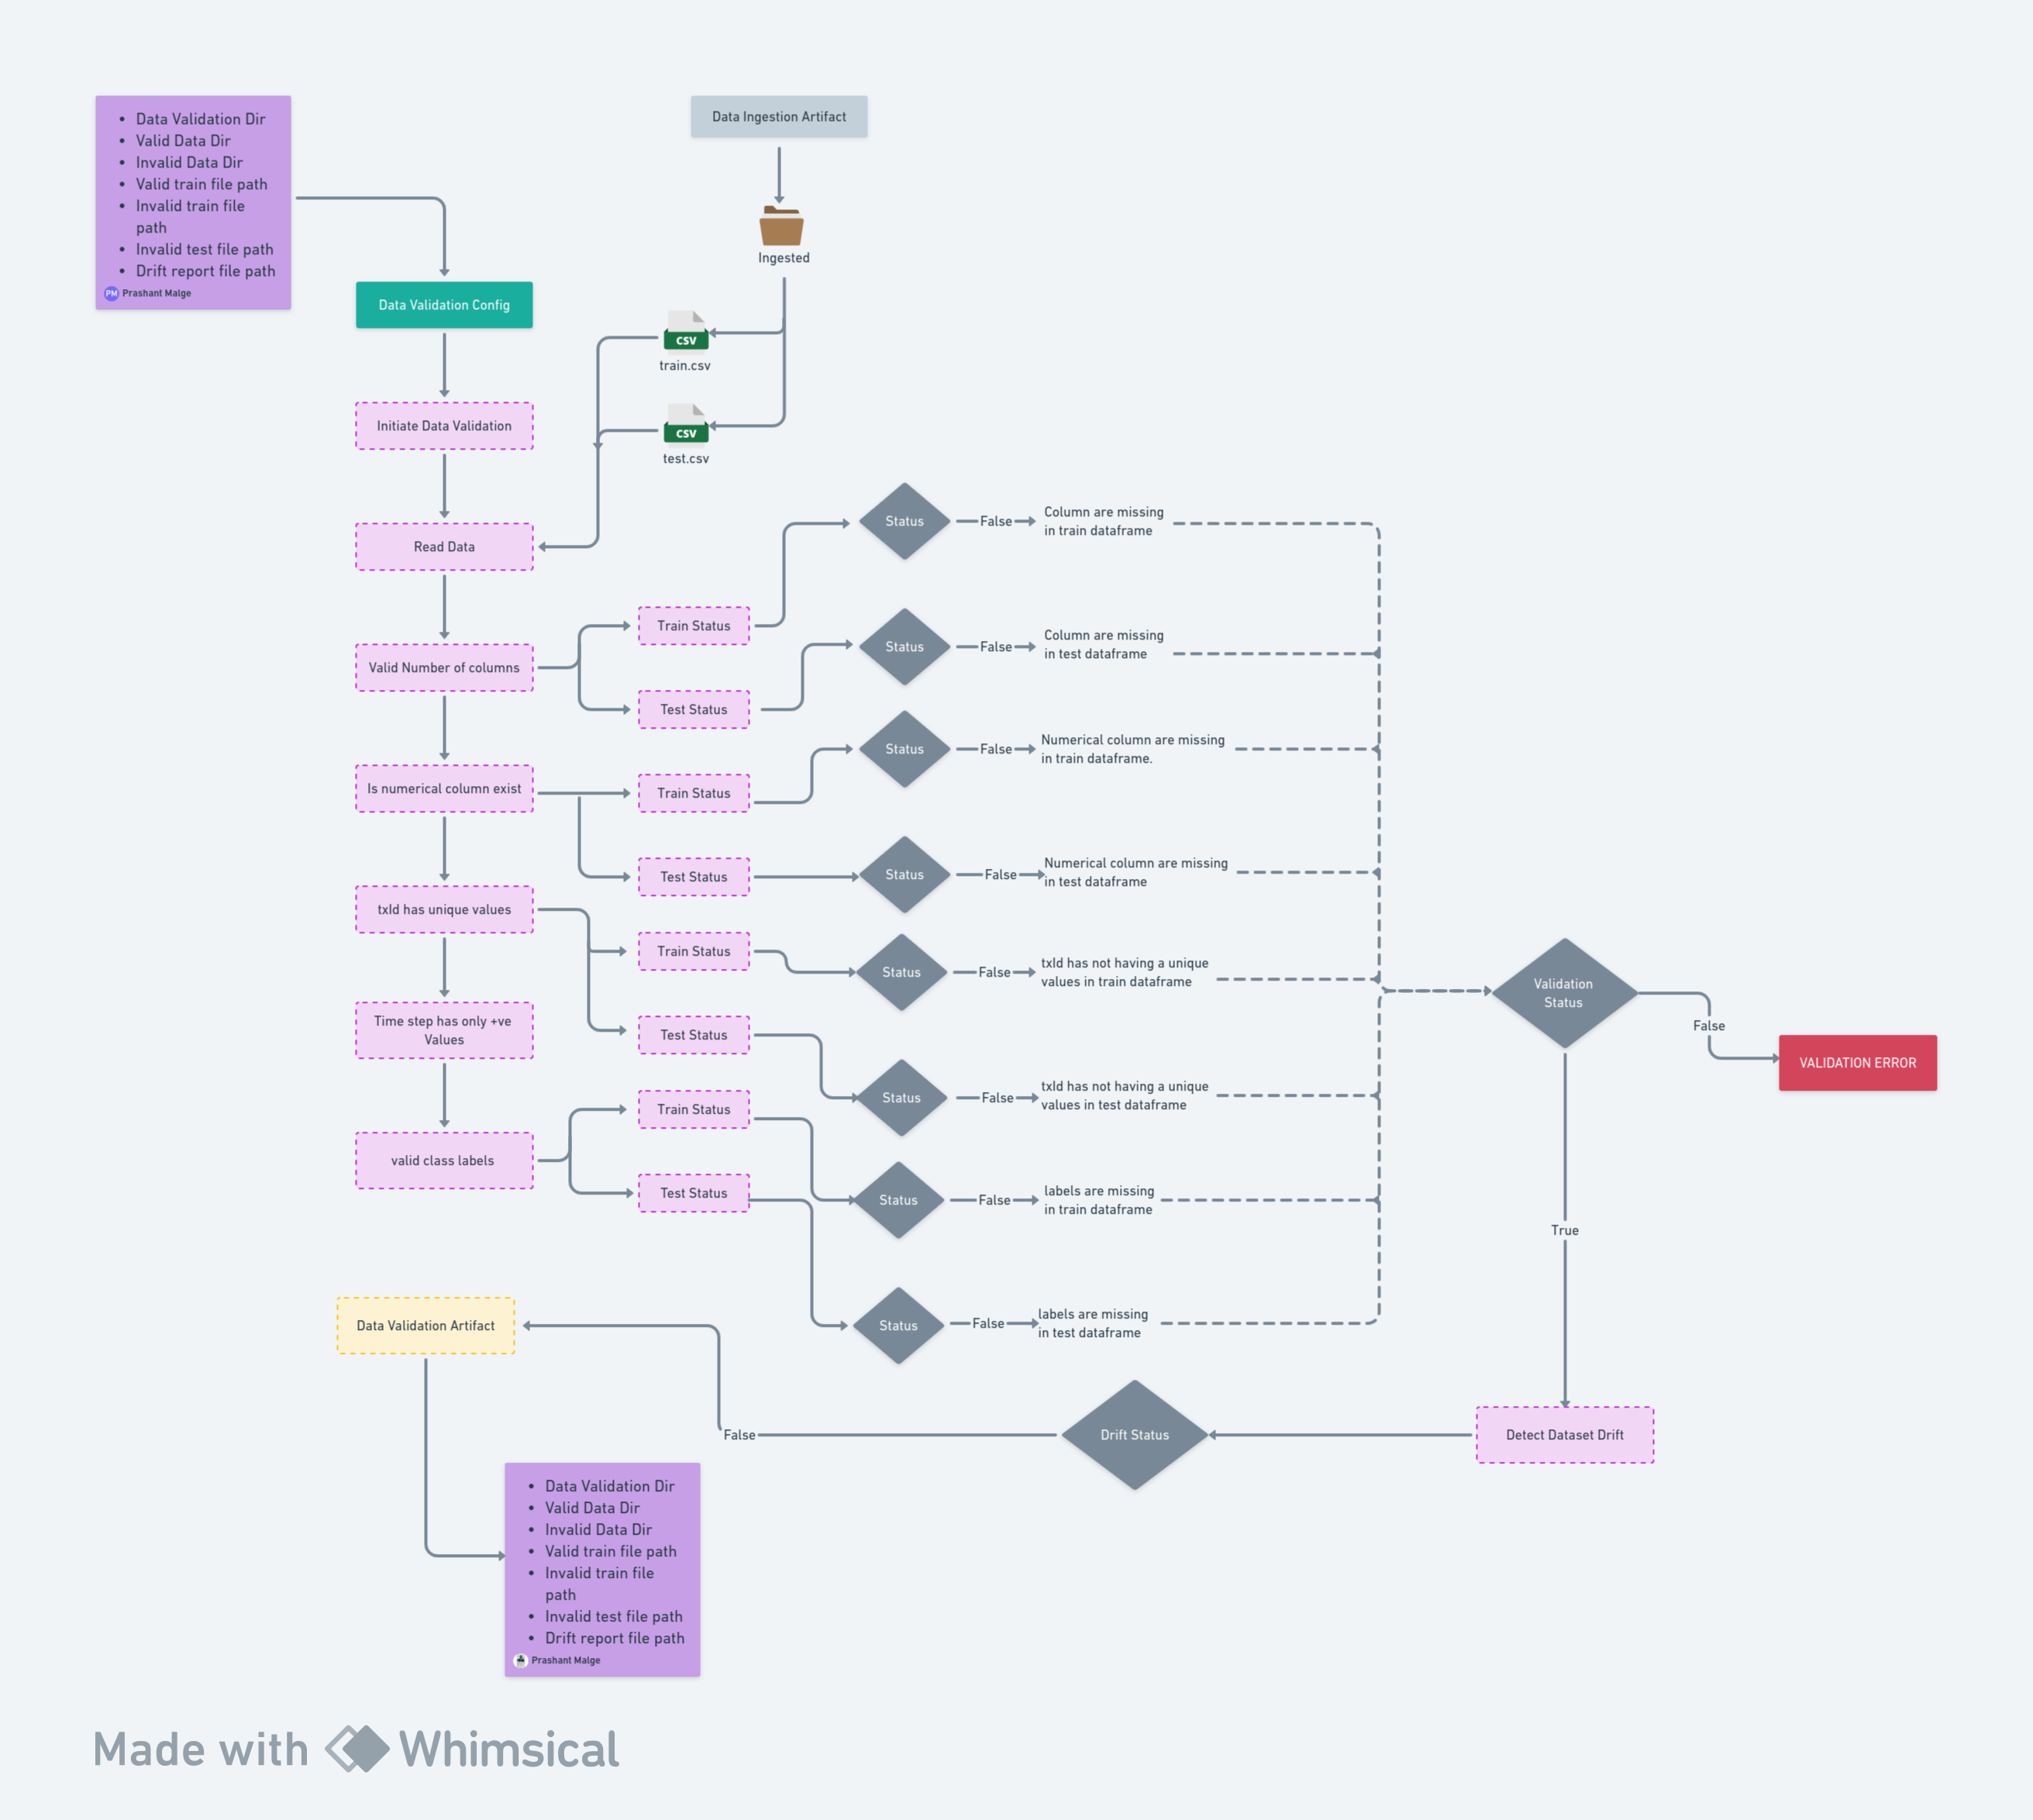 Data Validation Dir
Valid Data Dir
Invalid Data Dir
Valid train file path
Invalid train file
path
Invalid test file path
Drift report file path
PM Prashant Malge
Data Ingestion Artifact
Ingested
Data Validation Config
CSV
train.csv
Initiate Data Validation
CSV
test.csv
Read Data
Status
False
Column are missing
in train dataframe
Train Status
Valid Number of columns
Status
False
Column are missing
in test dataframe
Test Status
Status
False
Numerical column are missing
in train dataframe.
Is numerical column exist
Train Status
Test Status
Status
False
Numerical column are missing
in test dataframe
txId has unique values
Train Status
Status
False
txId has not having a unique
values in train dataframe
Validation
Status
False
VALIDATION ERROR
Time step has only +ve
Values
Test Status
Status
False
txId has not having a unique
values in test dataframe
Train Status
valid class labels
Test Status
Status
False
labels are missing
in train dataframe
True
Data Validation Artifact
Status
False
labels are missing
in test dataframe
False
Drift Status
Detect Dataset Drift
Data Validation Dir
Valid Data Dir
Invalid Data Dir
Valid train file path
Invalid train file
path
Invalid test file path
Drift report file path
Prashant Malge
Made with Whimsical